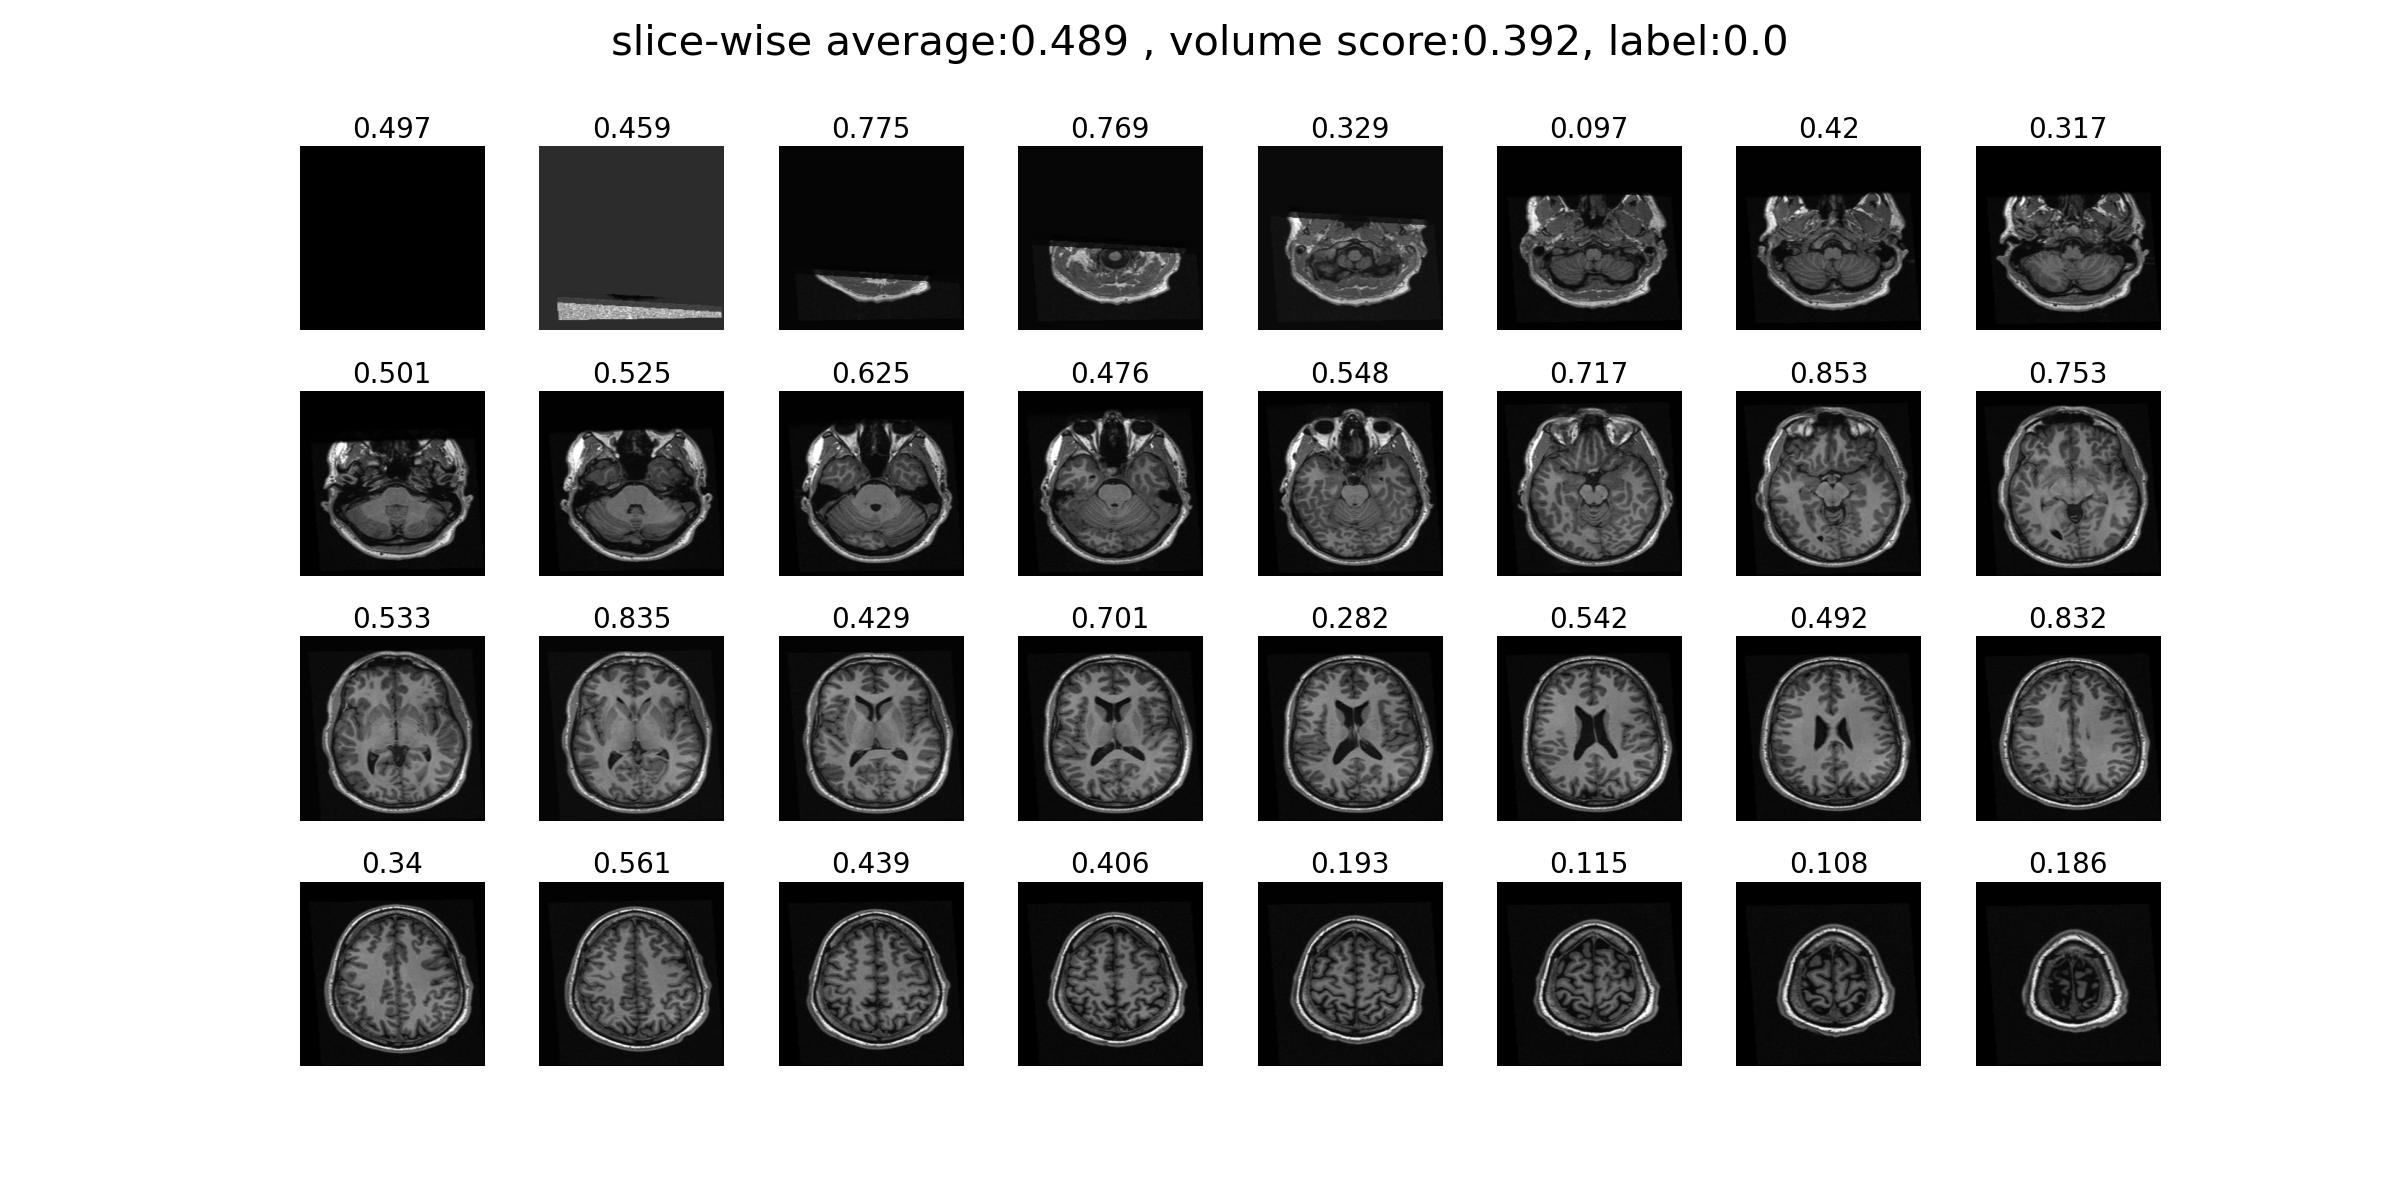 slice-wise average:0.489 , volume score:0.392, label:0.0
0.497 0.459 0.775 0.769 0.329 0.097 0.42 0.317
0.501 0.525 0.625 0.476 0.548 0.717 0.853 0.753
0.533 0.835 0.429 0.701 0.282 0.542 0.492 0.832
0.34 0.561 0.439 0.406 0.193 0.115 0.108 0.186